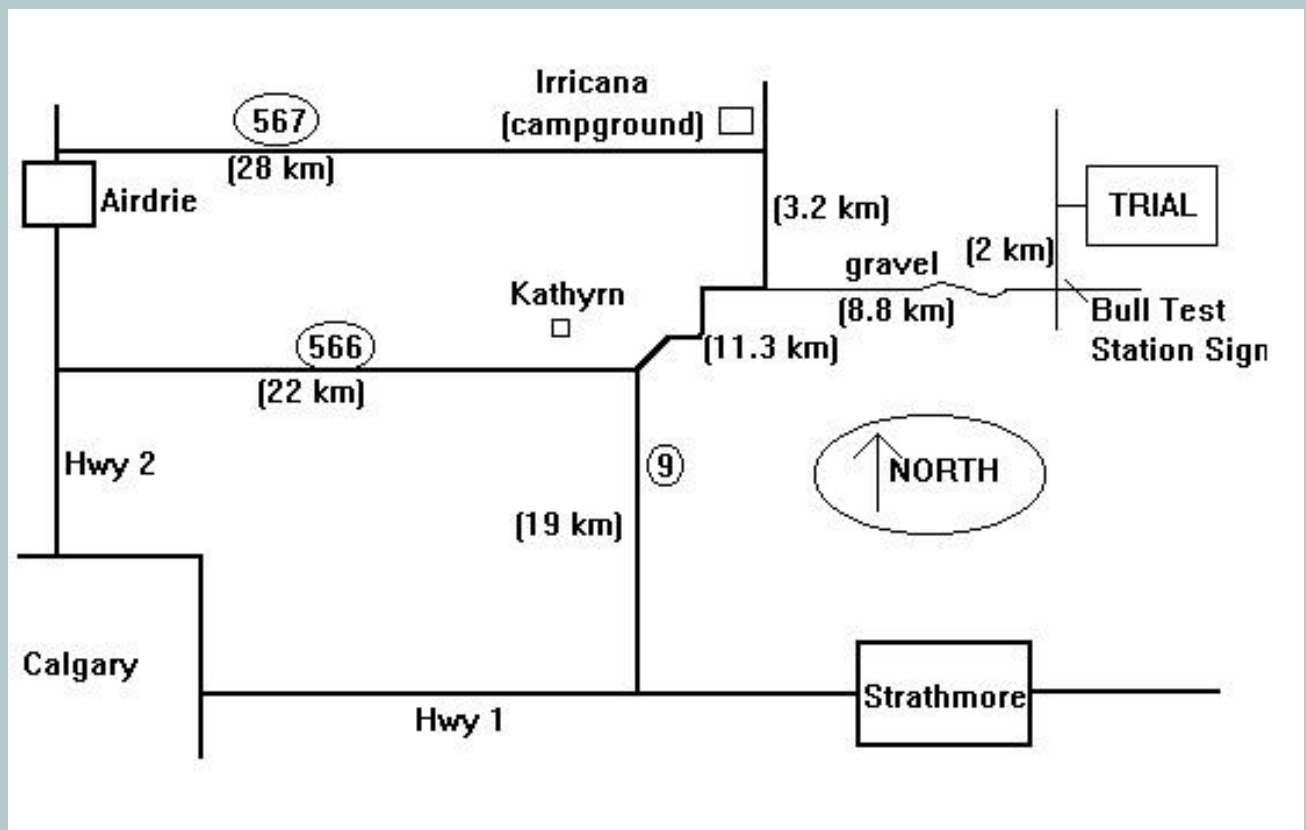 Irricana
(campground)
567
(28 km)
Airdrie
(3.2 km)
TRIAL
gravel
(2 km)
Kathyrn
(8.8 km)
Bull Test
Station Sign
566
(11.3 km)
(22 km)
Hwy 2
9
NORTH
(19 km)
Calgary
Strathmore
Hwy 1